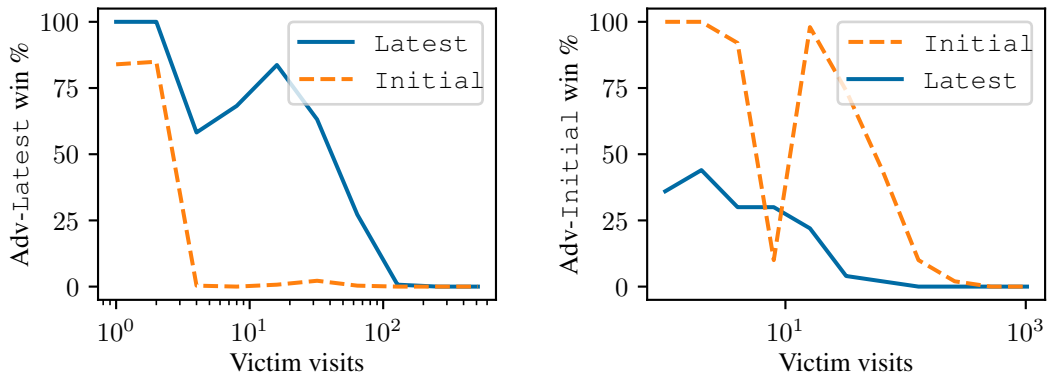 Adv-Latest win %
100
75
50
25
0
Latest
Initial
10^0
10^1
10^2
Victim visits
Adv-Initial win %
100
75
50
25
0
Initial
Latest
10^1
10^3
Victim visits